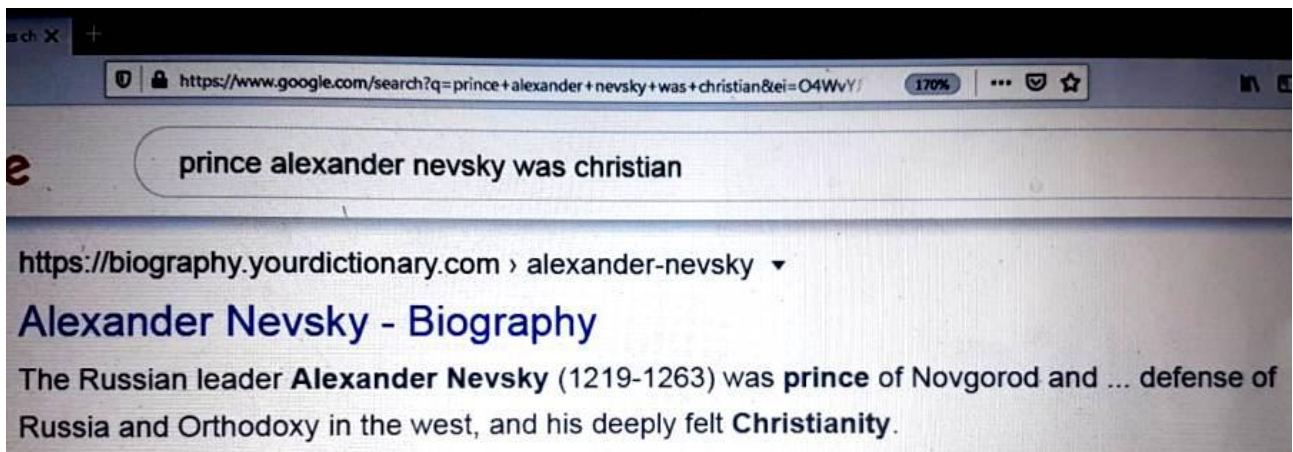 https://www.google.com/search?q=prince+alexander+nevsky+was+christian&ei=O4WvY
170%
prince alexander nevsky was christian
https://biography.yourdictionary.com › alexander-nevsky
Alexander Nevsky - Biography
The Russian leader Alexander Nevsky (1219-1263) was prince of Novgorod and ... defense of
Russia and Orthodoxy in the west, and his deeply felt Christianity.